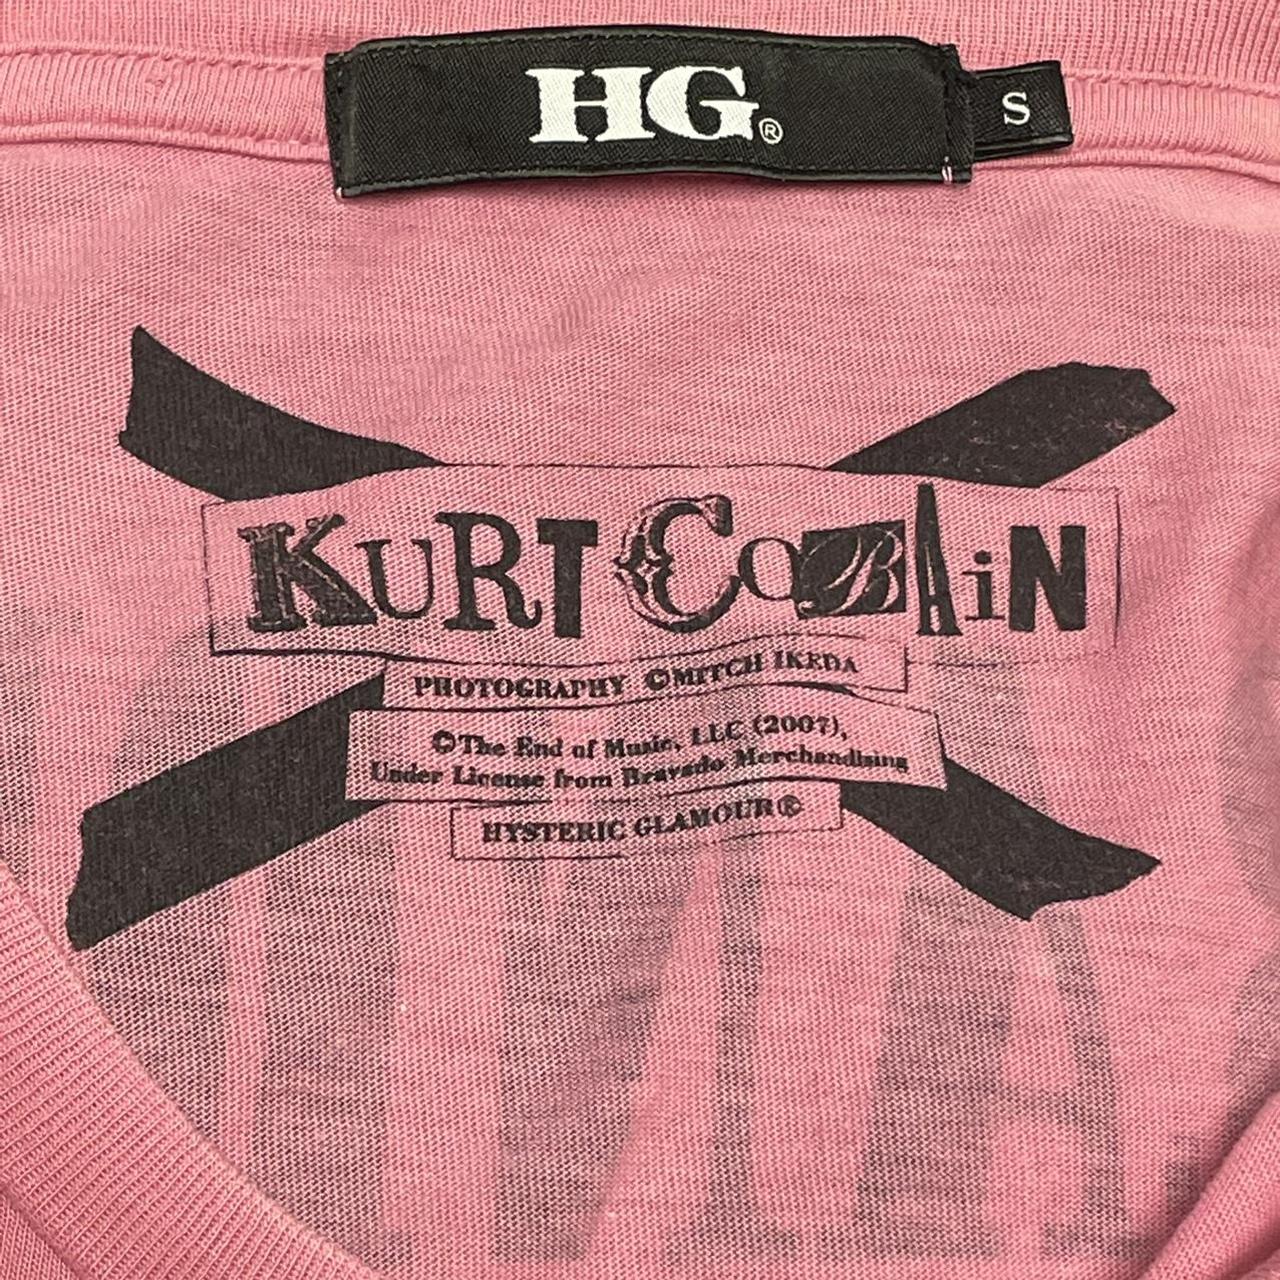 HG®
S
KURT COBAiN
PHOTOGRAPHY ©MITCH IKEDA
©The End of Music, LLC (2007),
Under License from Bravado Merchandising
HYSTERIC GLAMOUR®